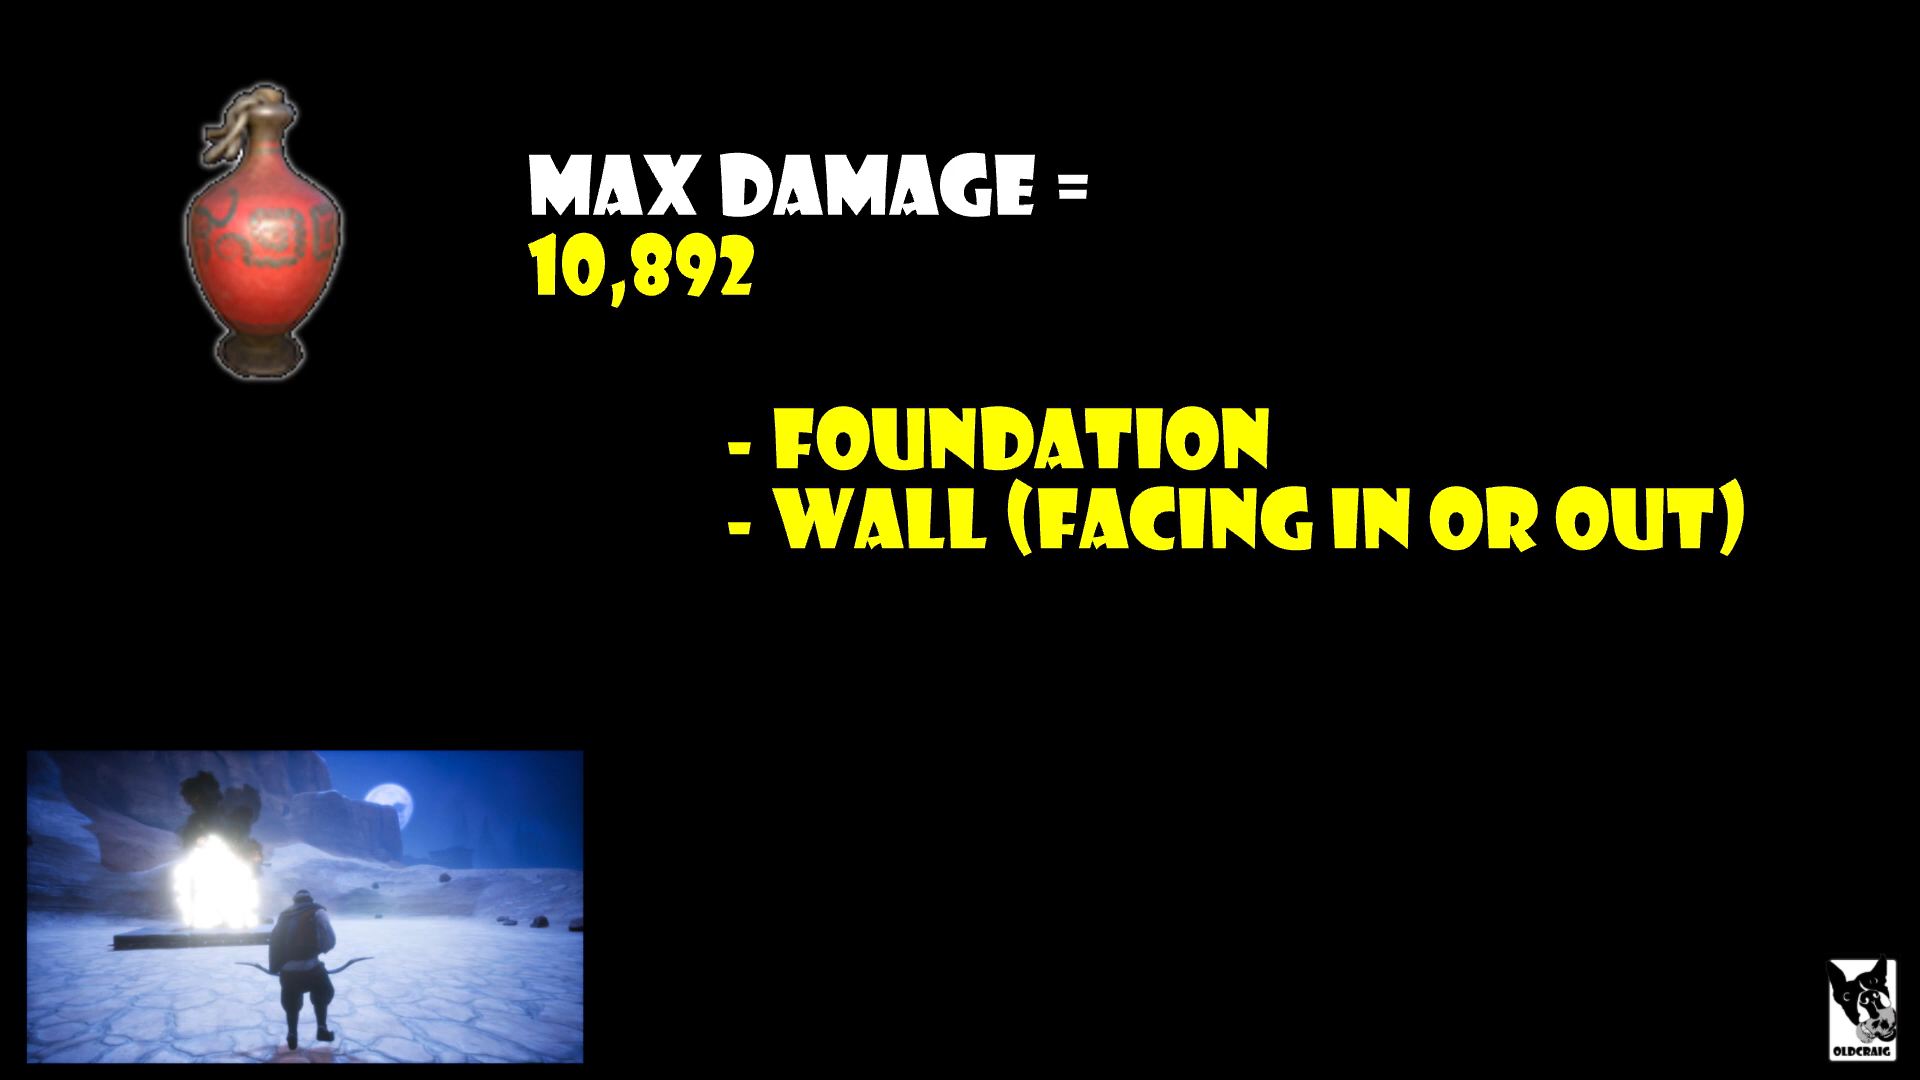 MAX DAMAGE =
10,892
- FOUNDATION
- WALL (FACING IN OR OUT)
OLDCRAIG